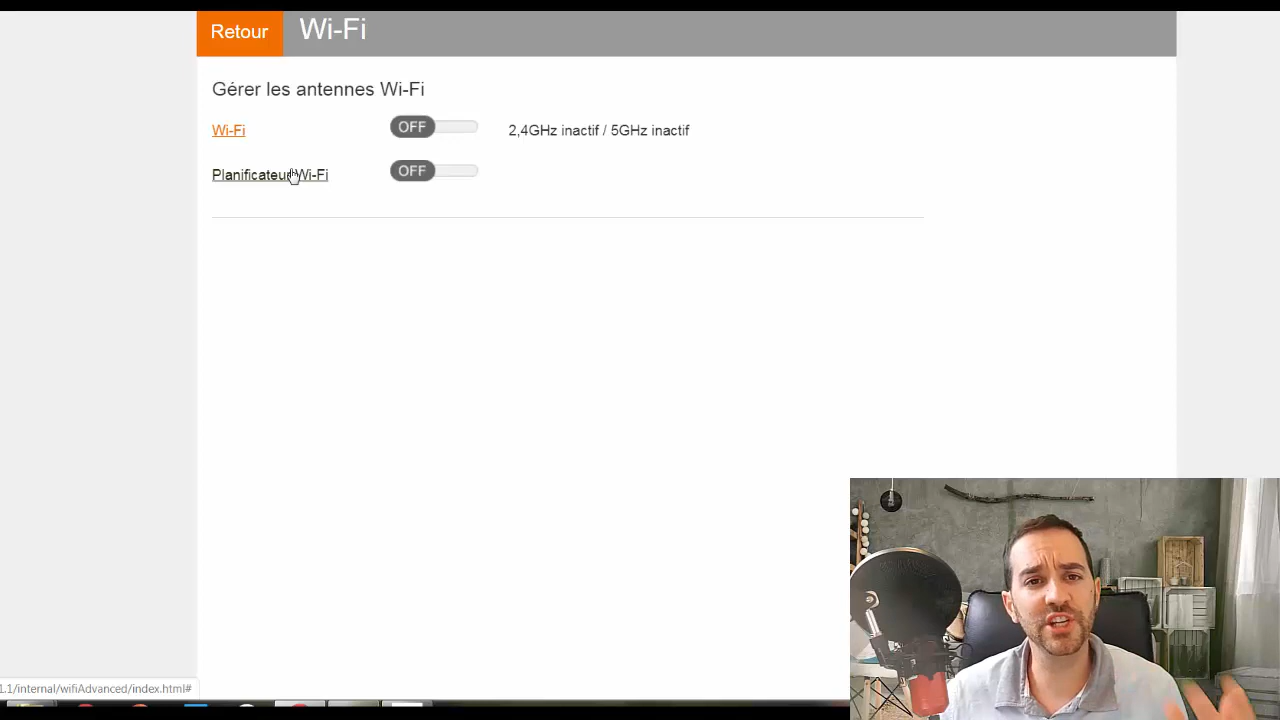 Retour Wi-Fi
Gérer les antennes Wi-Fi
Wi-Fi OFF 2,4GHz inactif / 5GHz inactif
Planificateur Wi-Fi OFF
1.1/internal/wifiAdvanced/index.html#